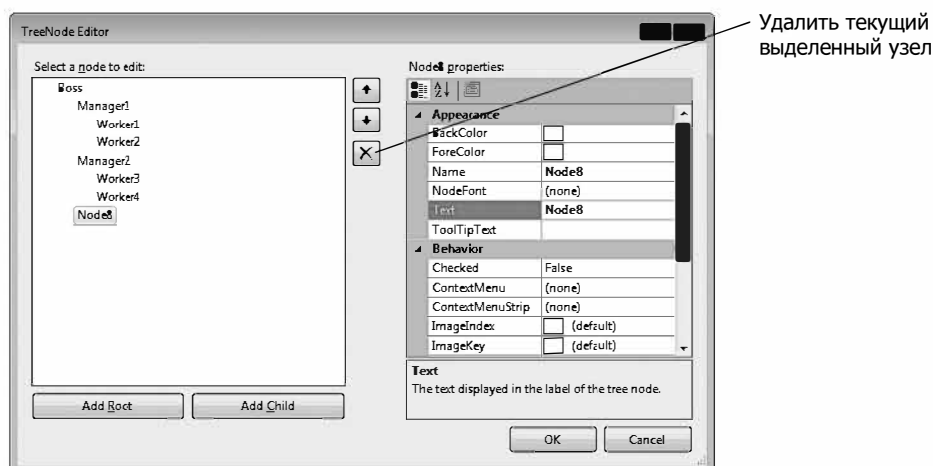 TreeNode Editor
Удалить текущий
выделенный узел
Select a node to edit:
Boss
Manager1
Worker1
Worker2
Manager2
Worker3
Worker4
Node8
Add Root
Add Child
Node8 properties:
Appearance
BackColor
ForeColor
Name Node8
NodeFont (none)
Text Node8
ToolTipText
Behavior
Checked False
ContextMenu (none)
ContextMenuStrip (none)
ImageIndex (default)
ImageKey (default)
Text
The text displayed in the label of the tree node.
OK
Cancel